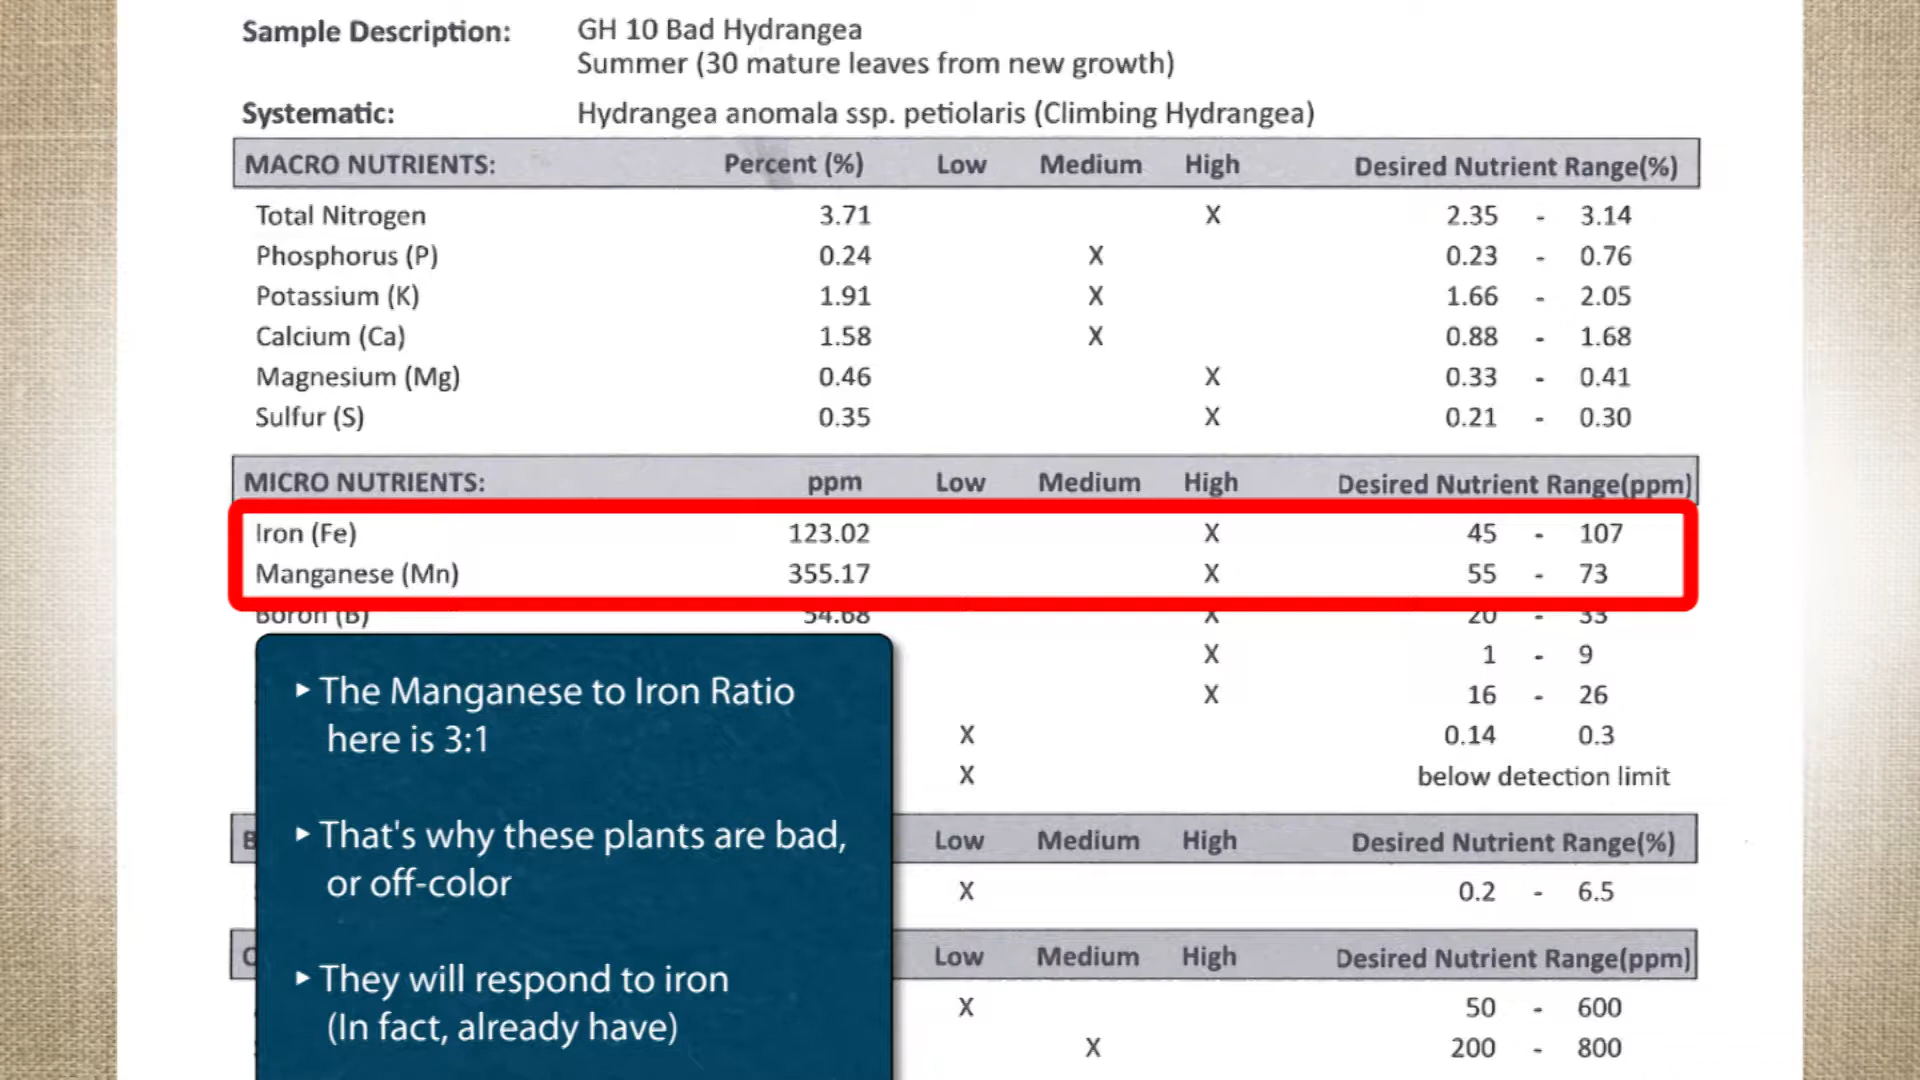 Sample Description: GH 10 Bad Hydrangea
Summer (30 mature leaves from new growth)
Systematic: Hydrangea anomala ssp. petiolaris (Climbing Hydrangea)
MACRO NUTRIENTS: Percent (%) Low Medium High Desired Nutrient Range(%)
Total Nitrogen 3.71 X 2.35 - 3.14
Phosphorus (P) 0.24 X 0.23 - 0.76
Potassium (K) 1.91 X 1.66 - 2.05
Calcium (Ca) 1.58 X 0.88 - 1.68
Magnesium (Mg) 0.46 X 0.33 - 0.41
Sulfur (S) 0.35 X 0.21 - 0.30
MICRO NUTRIENTS: ppm Low Medium High Desired Nutrient Range(ppm)
Iron (Fe) 123.02 X 45 - 107
Manganese (Mn) 355.17 X 55 - 73
Boron (B) 54.68 X 20 - 33
X 1 - 9
X 16 - 26
X 0.14 0.3
X below detection limit
Low Medium High Desired Nutrient Range(%)
X 0.2 - 6.5
Low Medium High Desired Nutrient Range(ppm)
X 50 - 600
X 200 - 800
‣ The Manganese to Iron Ratio
here is 3:1
‣ That's why these plants are bad,
or off-color
‣ They will respond to iron
(In fact, already have)